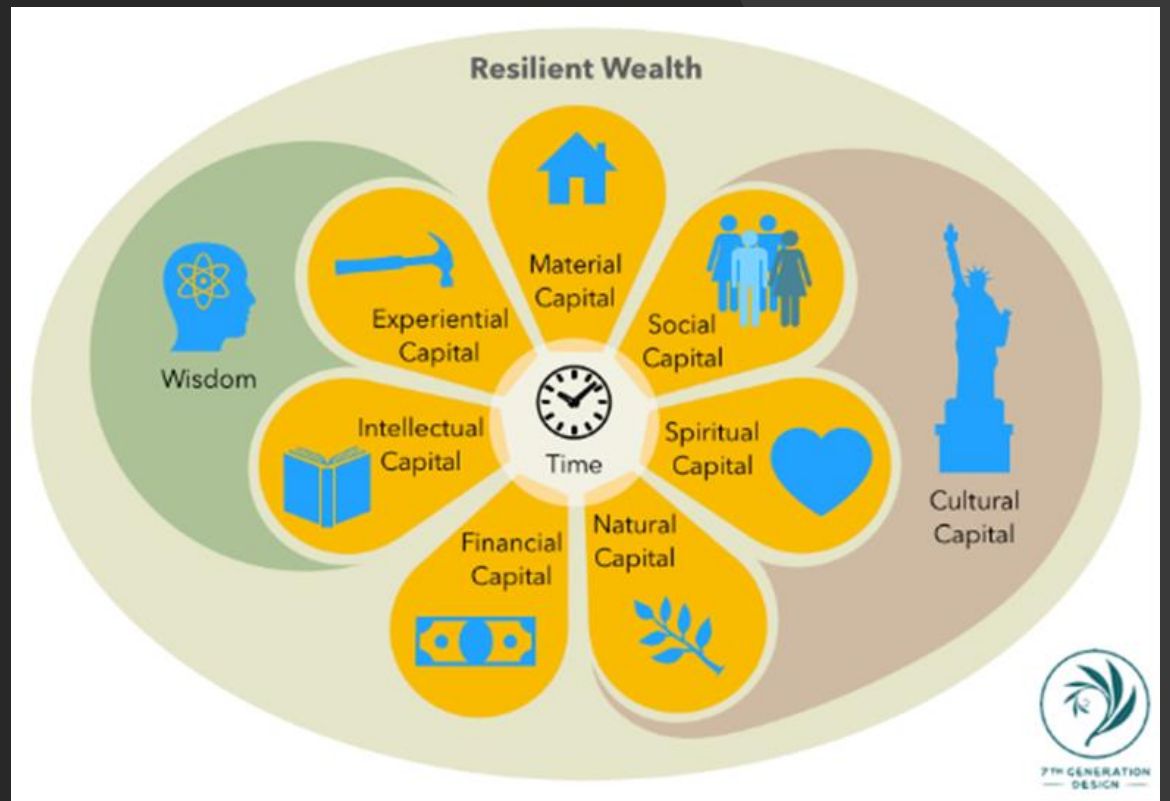 Resilient Wealth
Material
Capital
Experiential
Capital
Social
Capital
Wisdom
Intellectual
Capital
Time
Spiritual
Capital
Cultural
Capital
Financial
Capital
Natural
Capital
7TH GENERATION
DESIGN